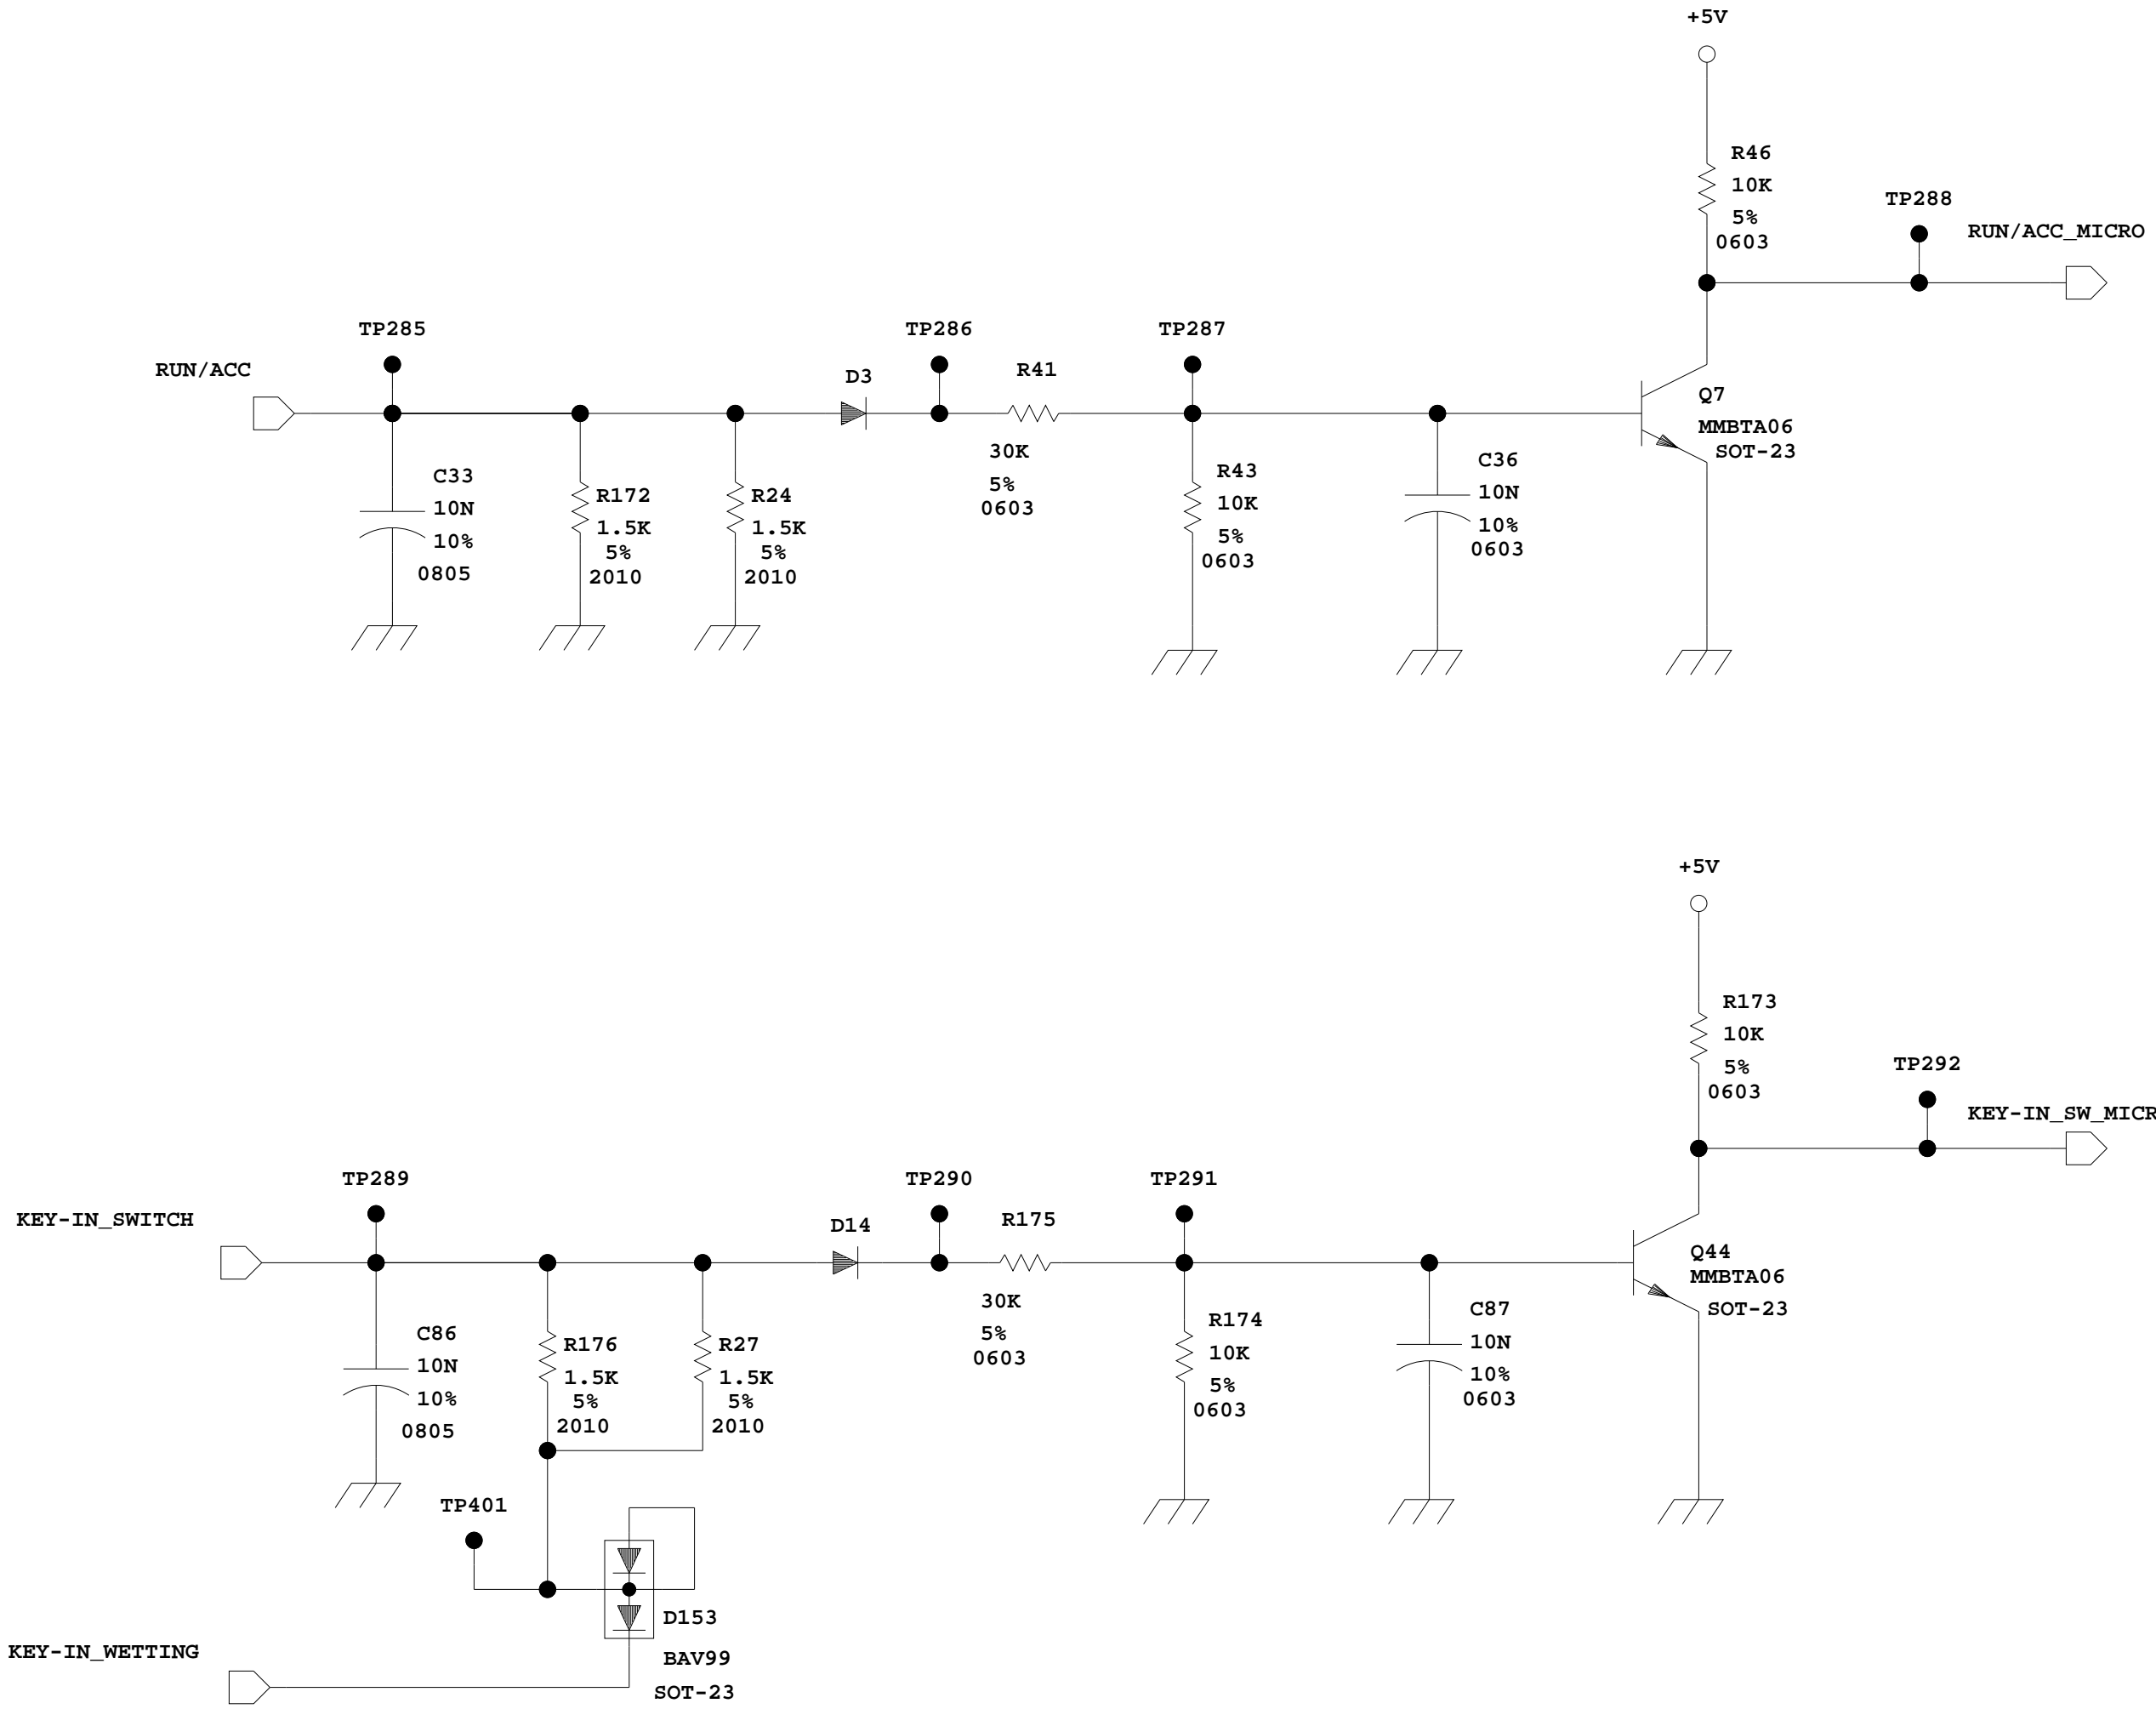 +5V
R46
10K
5%
0603
TP288
RUN/ACC_MICRO
TP285
TP286
TP287
RUN/ACC
D3
R41
30K
5%
0603
Q7
MMBTA06
SOT-23
C33
10N
10%
0805
R172
1.5K
5%
2010
R24
1.5K
5%
2010
R43
10K
5%
0603
C36
10N
10%
0603
+5V
R173
10K
5%
0603
TP292
KEY-IN_SW_MICR
TP289
TP290
TP291
KEY-IN_SWITCH
D14
R175
30K
5%
0603
Q44
MMBTA06
SOT-23
C86
10N
10%
0805
R176
1.5K
5%
2010
R27
1.5K
5%
2010
R174
10K
5%
0603
C87
10N
10%
0603
TP401
D153
BAV99
SOT-23
KEY-IN_WETTING